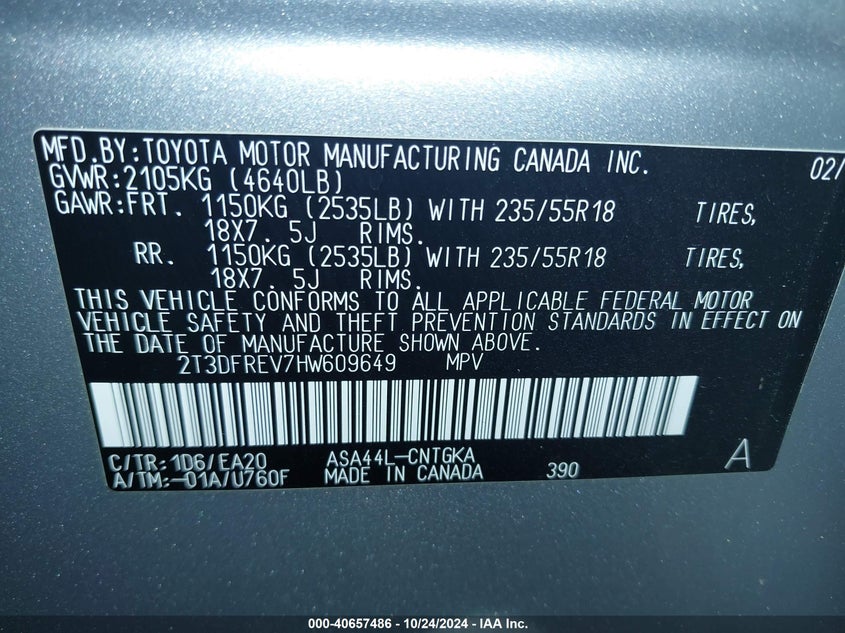 MFD.BY:TOYOTA MOTOR MANUFACTURING CANADA INC. 02/
GVWR:2105KG (4640LB)
GAWR:FRT. 1150KG (2535LB) WITH 235/55R18 TIRES,
18X7. 5J RIMS.
RR. 1150KG (2535LB) WITH 235/55R18 TIRES,
18X7. 5J RIMS.
THIS VEHICLE CONFORMS TO ALL APPLICABLE FEDERAL MOTOR
VEHICLE SAFETY AND THEFT PREVENTION STANDARDS IN EFFECT ON
THE DATE OF MANUFACTURE SHOWN ABOVE.
2T3DFREV7HW609649 MPV
C/TR:1D6/EA20 ASA44L-CNTGKA
A/TM:-01A/U760F MADE IN CANADA 390 A
000-40657486 - 10/24/2024 - IAA Inc.